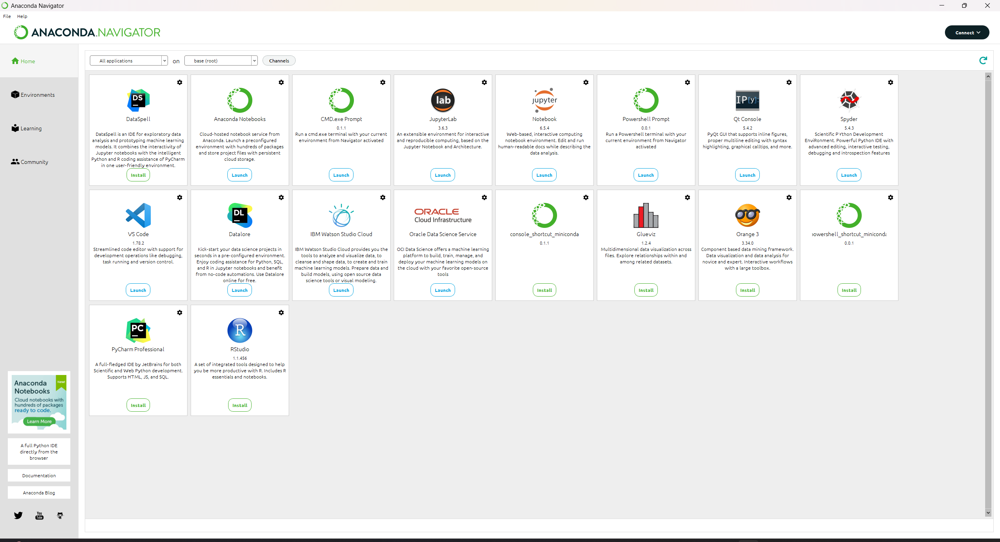 Anaconda Navigator
File Help
ANACONDA.NAVIGATOR
Connect
Home
Environments
Learning
Community
All applications on base (root) Channels
DS
DataSpell
DataSpell is an IDE for exploratory data
analysis and prototyping machine learning
models. It combines the interactivity of
Jupyter notebooks with the intelligent
Python and R coding assistance of PyCharm
in one user-friendly environment.
Install
Anaconda Notebooks
Cloud-hosted notebook service from
Anaconda. Launch a preconfigured
environment with hundreds of packages
and store project files with persistent
cloud storage.
Launch
CMD.exe Prompt
0.1.1
Run a cmd.exe terminal with your current
environment from Navigator activated
Launch
lab
JupyterLab
3.6.3
An extensible environment for interactive
and reproducible computing, based on the
Jupyter Notebook and Architecture.
Launch
jupyter
Notebook
6.5.4
Web-based, interactive computing
notebook environment. Edit and run
human-readable docs while describing the
data analysis.
Launch
Powershell Prompt
0.0.1
Run a Powershell terminal with your
current environment from Navigator
activated
Launch
IP[y]:
Qt Console
5.4.2
PyQt GUI that supports inline figures,
proper multiline editing with syntax
highlighting, graphical calltips, and more.
Launch
Spyder
5.4.3
Scientific PYthon Development
EnviRonment. Powerful Python IDE with
advanced editing, interactive testing,
debugging and introspection features
Launch
VS Code
1.78.2
Streamlined code editor with support for
development operations like debugging,
task running and version control.
Launch
DL
Datalore
Kick-start your data science projects in
seconds in a pre-configured environment.
Enjoy coding assistance for Python, SQL,
and R in Jupyter notebooks and benefit
from no-code automations. Use Datalore
online for free.
Launch
IBM Watson Studio Cloud
IBM Watson Studio Cloud provides you the
tools to analyze and visualize data, to
cleanse and shape data, to create and train
machine learning models. Prepare data and
build models, using open source data
science tools or visual modeling.
Launch
ORACLE
Cloud Infrastructure
Oracle Data Science Service
OCI Data Science offers a machine learning
platform to build, train, manage, and
deploy your machine learning models on
the cloud with your favorite open-source
tools
Launch
console_shortcut_miniconda
0.1.1
Install
Glueviz
1.2.4
Multidimensional data visualization across
files. Explore relationships within and
among related datasets.
Install
Orange 3
3.34.0
Component based data mining framework.
Data visualization and data analysis for
novice and expert. Interactive workflows
with a large toolbox.
Install
owershell_shortcut_miniconda
0.0.1
Install
PC
PyCharm Professional
A full-fledged IDE by JetBrains for both
Scientific and Web Python development.
Supports HTML, JS, and SQL.
Install
R
RStudio
1.1.456
A set of integrated tools designed to help
you be more productive with R. Includes R
essentials and notebooks.
Install
Anaconda
Notebooks
New!
Cloud notebooks with
hundreds of packages
ready to code.
Learn More
A full Python IDE
directly from the
browser
Documentation
Anaconda Blog
You
Tube